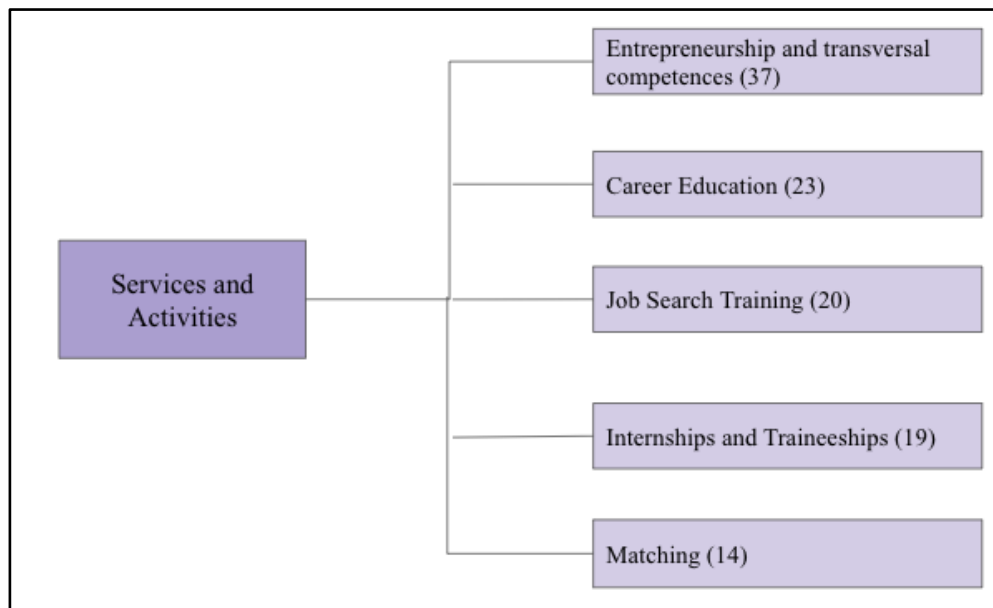 Entrepreneurship and transversal
competences (37)
Career Education (23)
Services and
Activities
Job Search Training (20)
Internships and Traineeships (19)
Matching (14)